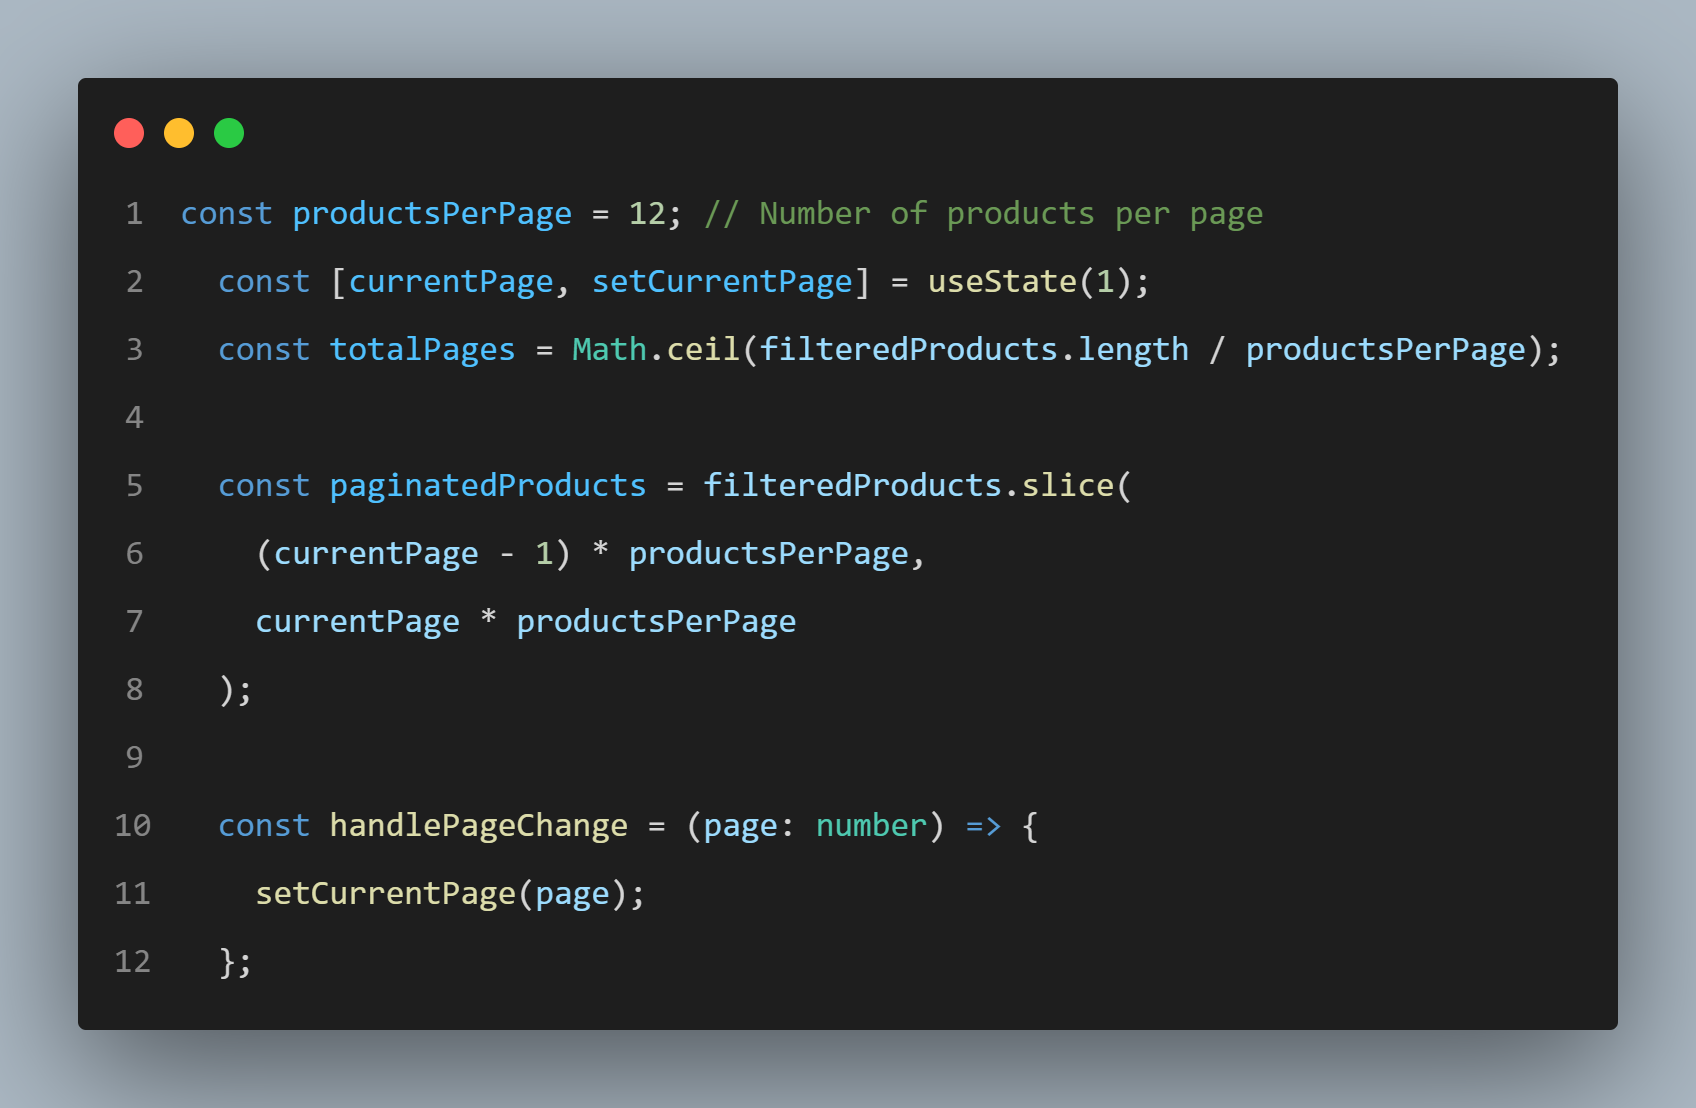 1 const productsPerPage = 12; // Number of products per page
2   const [currentPage, setCurrentPage] = useState(1);
3   const totalPages = Math.ceil(filteredProducts.length / productsPerPage);
4
5   const paginatedProducts = filteredProducts.slice(
6     (currentPage - 1) * productsPerPage,
7     currentPage * productsPerPage
8   );
9
10   const handlePageChange = (page: number) => {
11     setCurrentPage(page);
12   };